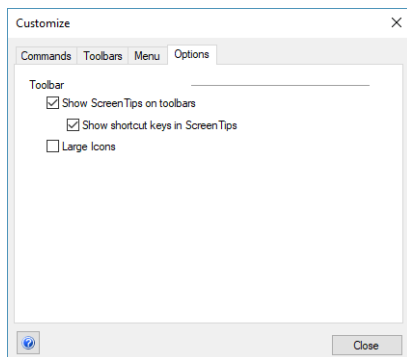 Customize
Commands Toolbars Menu Options
Toolbar
Show ScreenTips on toolbars
Show shortcut keys in ScreenTips
Large Icons
?
Close